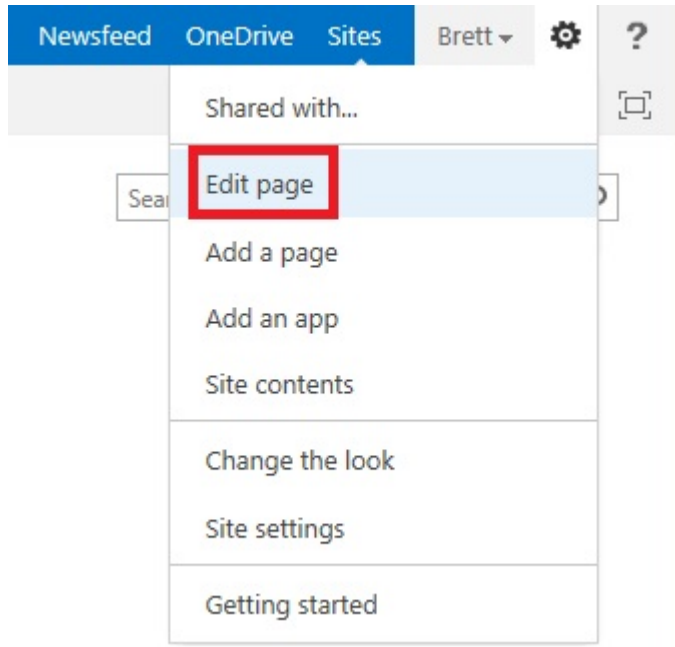 Newsfeed OneDrive Sites Brett ?
Shared with...
Edit page
Sea
Add a page
Add an app
Site contents
Change the look
Site settings
Getting started